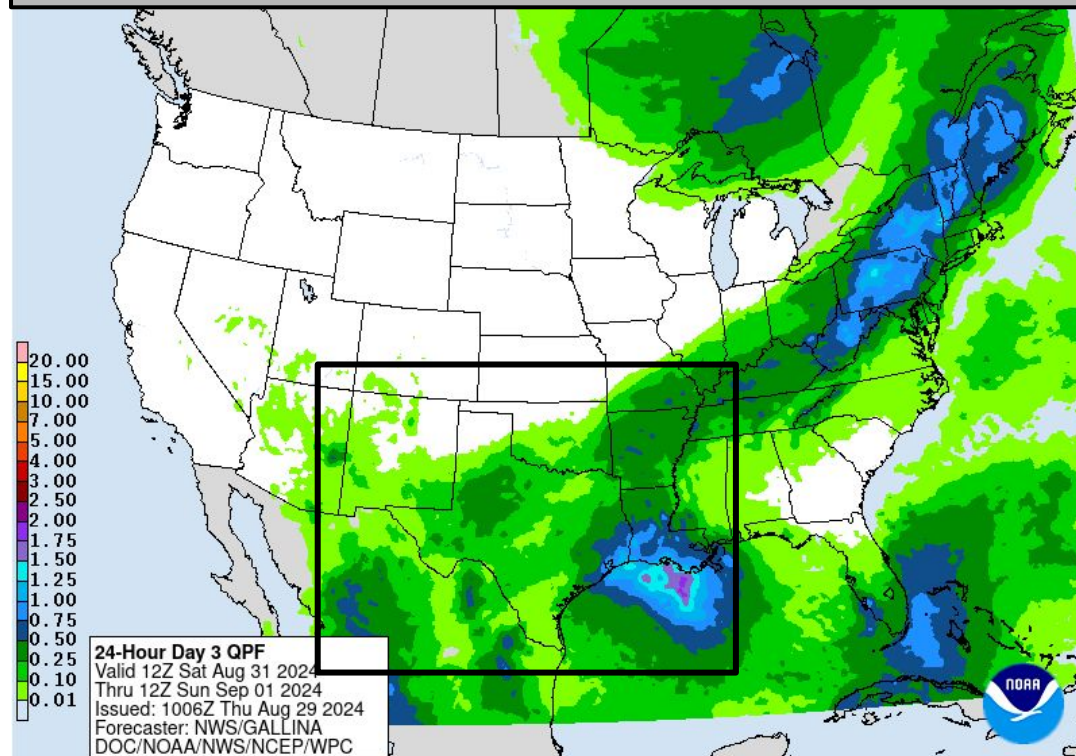 20.00
15.00
10.00
7.00
5.00
4.00
3.00
2.50
2.00
1.75
1.50
1.25
1.00
0.75
0.50
0.25
0.10
0.01
24-Hour Day 3 QPF
Valid 12Z Sat Aug 31 2024
Thru 12Z Sun Sep 01 2024
Issued: 1006Z Thu Aug 29 2024
Forecaster: NWS/GALLINA
DOC/NOAA/NWS/NCEP/WPC
NOAA